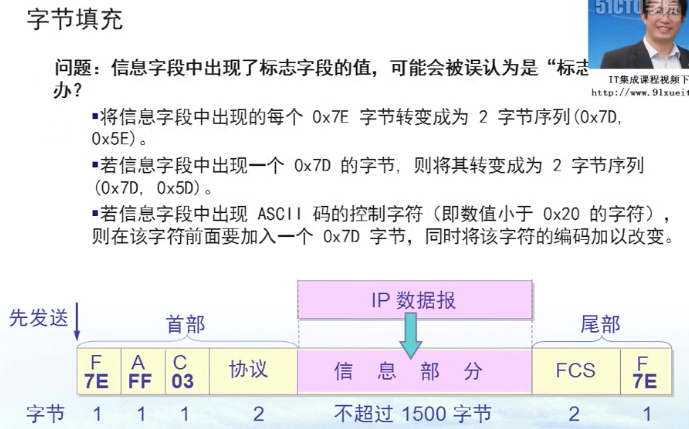 字节填充
51CTO学院
问题：信息字段中出现了标志字段的值，可能会被误认为是“标志
办？
IT集成课程视频下
http://www.91xueit
▪将信息字段中出现的每个 0x7E 字节转变成为 2 字节序列(0x7D,
0x5E)。
▪若信息字段中出现一个 0x7D 的字节, 则将其转变成为 2 字节序列
(0x7D, 0x5D)。
▪若信息字段中出现 ASCII 码的控制字符（即数值小于 0x20 的字符），
则在该字符前面要加入一个 0x7D 字节，同时将该字符的编码加以改变。
IP 数据报
先发送
首部
尾部
F A C 协议 信 息 部 分 FCS F
7E FF 03 7E
字节 1 1 1 2 不超过 1500 字节 2 1